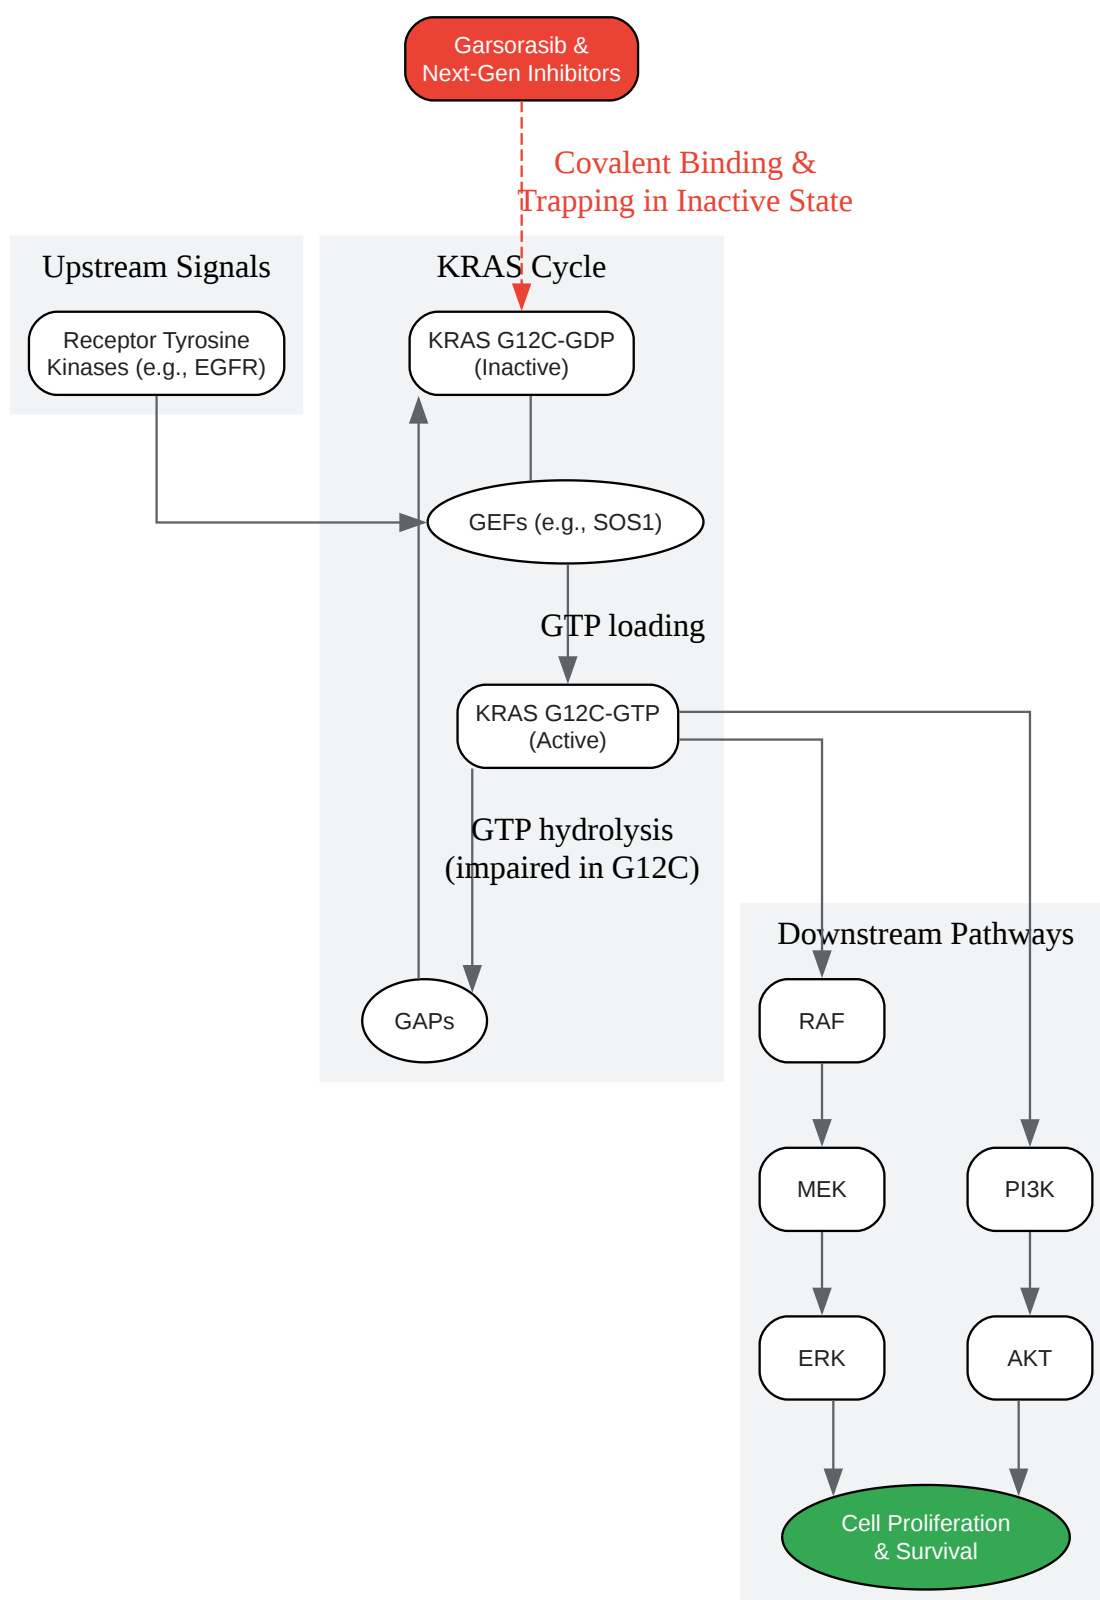 Garsorasib &
Next-Gen Inhibitors
Covalent Binding &
Trapping in Inactive State
Upstream Signals
KRAS Cycle
Receptor Tyrosine
Kinases (e.g., EGFR)
KRAS G12C-GDP
(Inactive)
GEFs (e.g., SOS1)
GTP loading
KRAS G12C-GTP
(Active)
GTP hydrolysis
(impaired in G12C)
Downstream Pathways
GAPs
RAF
MEK
PI3K
ERK
AKT
Cell Proliferation
& Survival